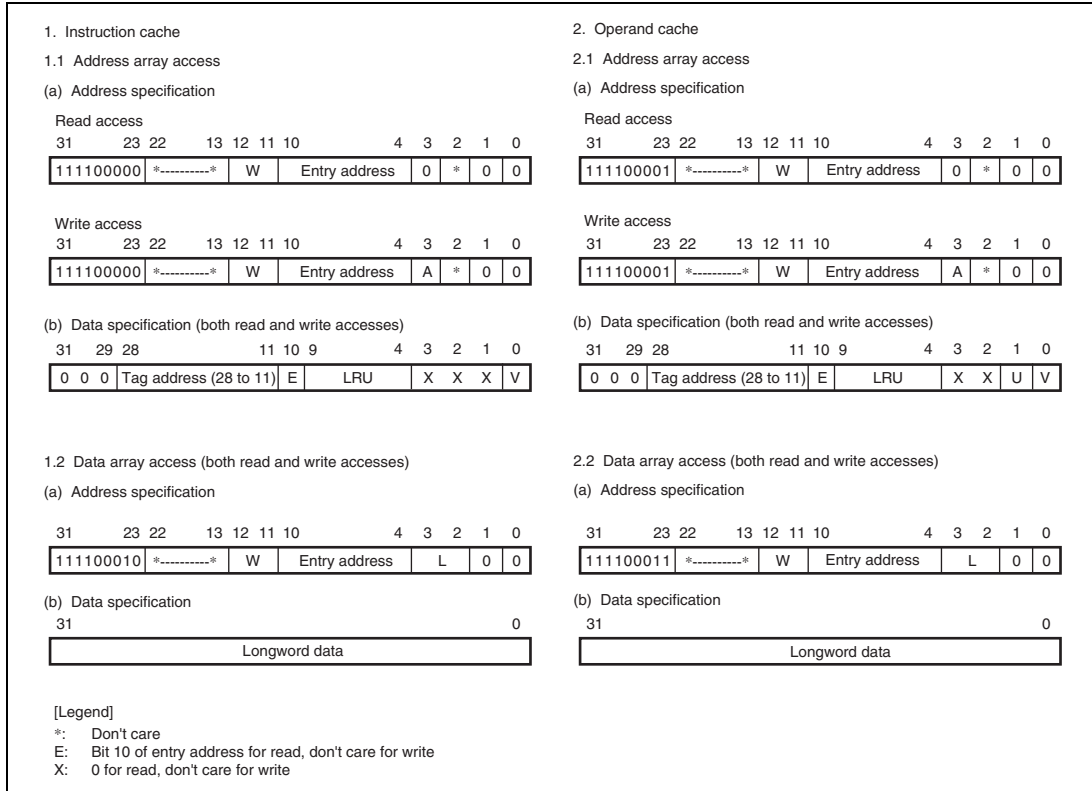 1. Instruction cache
1.1 Address array access
(a) Address specification
Read access
31 23 22 13 12 11 10 4 3 2 1 0
111100000 *----------* W Entry address 0 * 0 0
Write access
31 23 22 13 12 11 10 4 3 2 1 0
111100000 *----------* W Entry address A * 0 0
(b) Data specification (both read and write accesses)
31 29 28 11 10 9 4 3 2 1 0
0 0 0 Tag address (28 to 11) E LRU X X X V
1.2 Data array access (both read and write accesses)
(a) Address specification
31 23 22 13 12 11 10 4 3 2 1 0
111100010 *----------* W Entry address L 0 0
(b) Data specification
31 0
Longword data
2. Operand cache
2.1 Address array access
(a) Address specification
Read access
31 23 22 13 12 11 10 4 3 2 1 0
111100001 *----------* W Entry address 0 * 0 0
Write access
31 23 22 13 12 11 10 4 3 2 1 0
111100001 *----------* W Entry address A * 0 0
(b) Data specification (both read and write accesses)
31 29 28 11 10 9 4 3 2 1 0
0 0 0 Tag address (28 to 11) E LRU X X U V
2.2 Data array access (both read and write accesses)
(a) Address specification
31 23 22 13 12 11 10 4 3 2 1 0
111100011 *----------* W Entry address L 0 0
(b) Data specification
31 0
Longword data
[Legend]
*: Don't care
E: Bit 10 of entry address for read, don't care for write
X: 0 for read, don't care for write